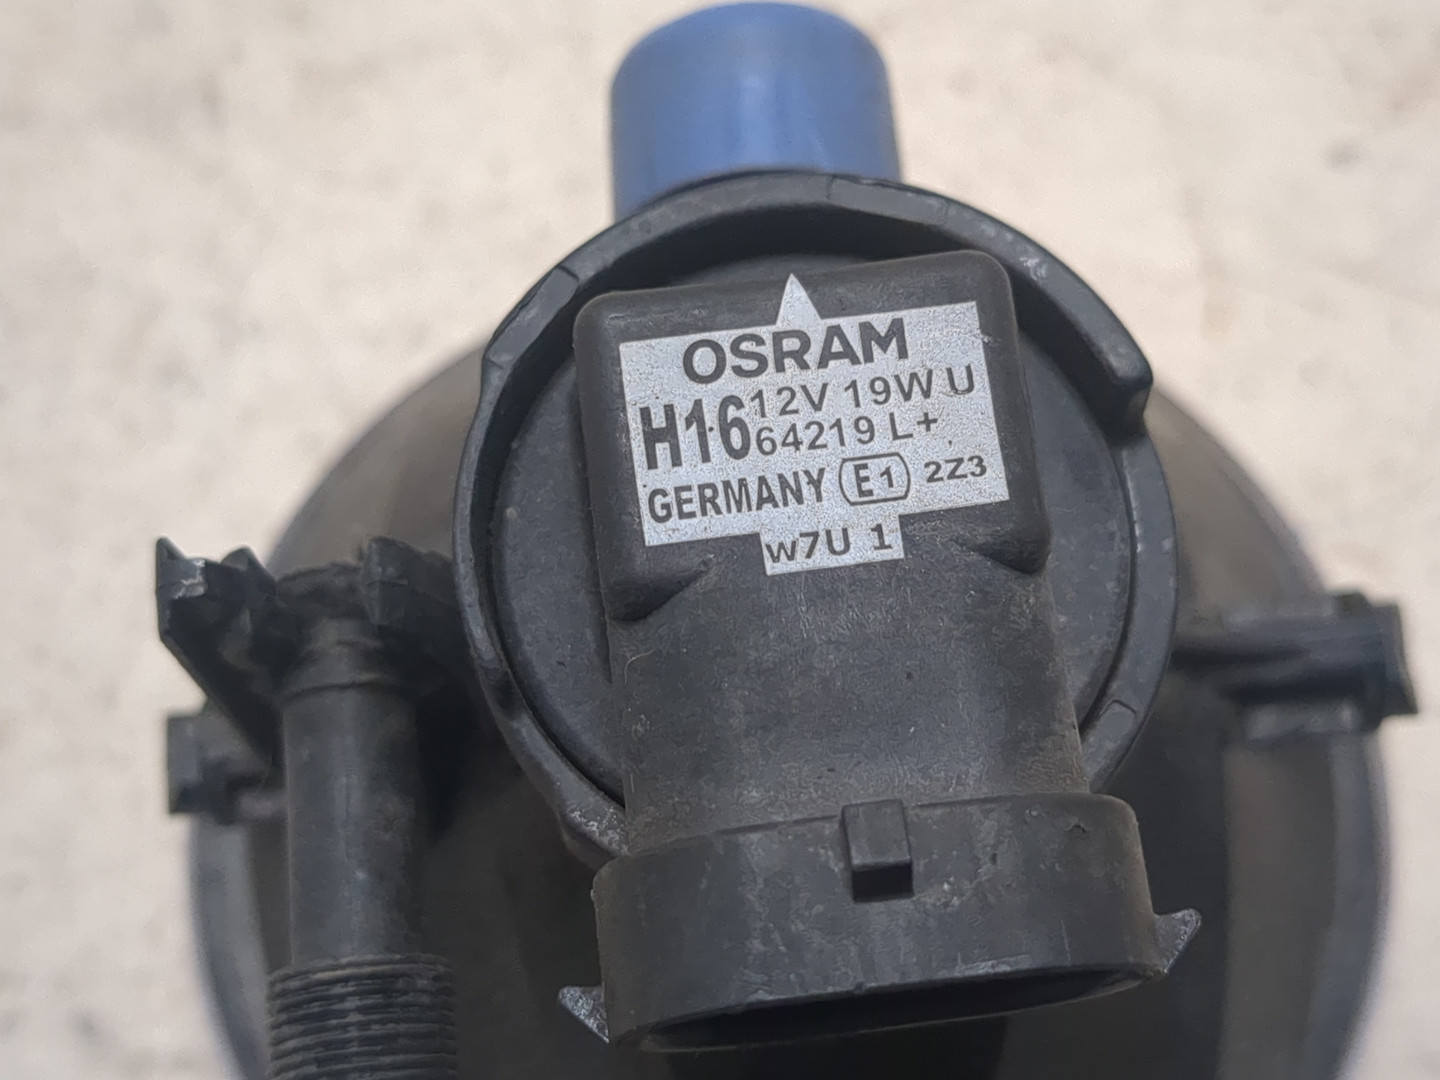 OSRAM
H16 12V 19W U
64219 L+
GERMANY E1 2Z3
w7U 1